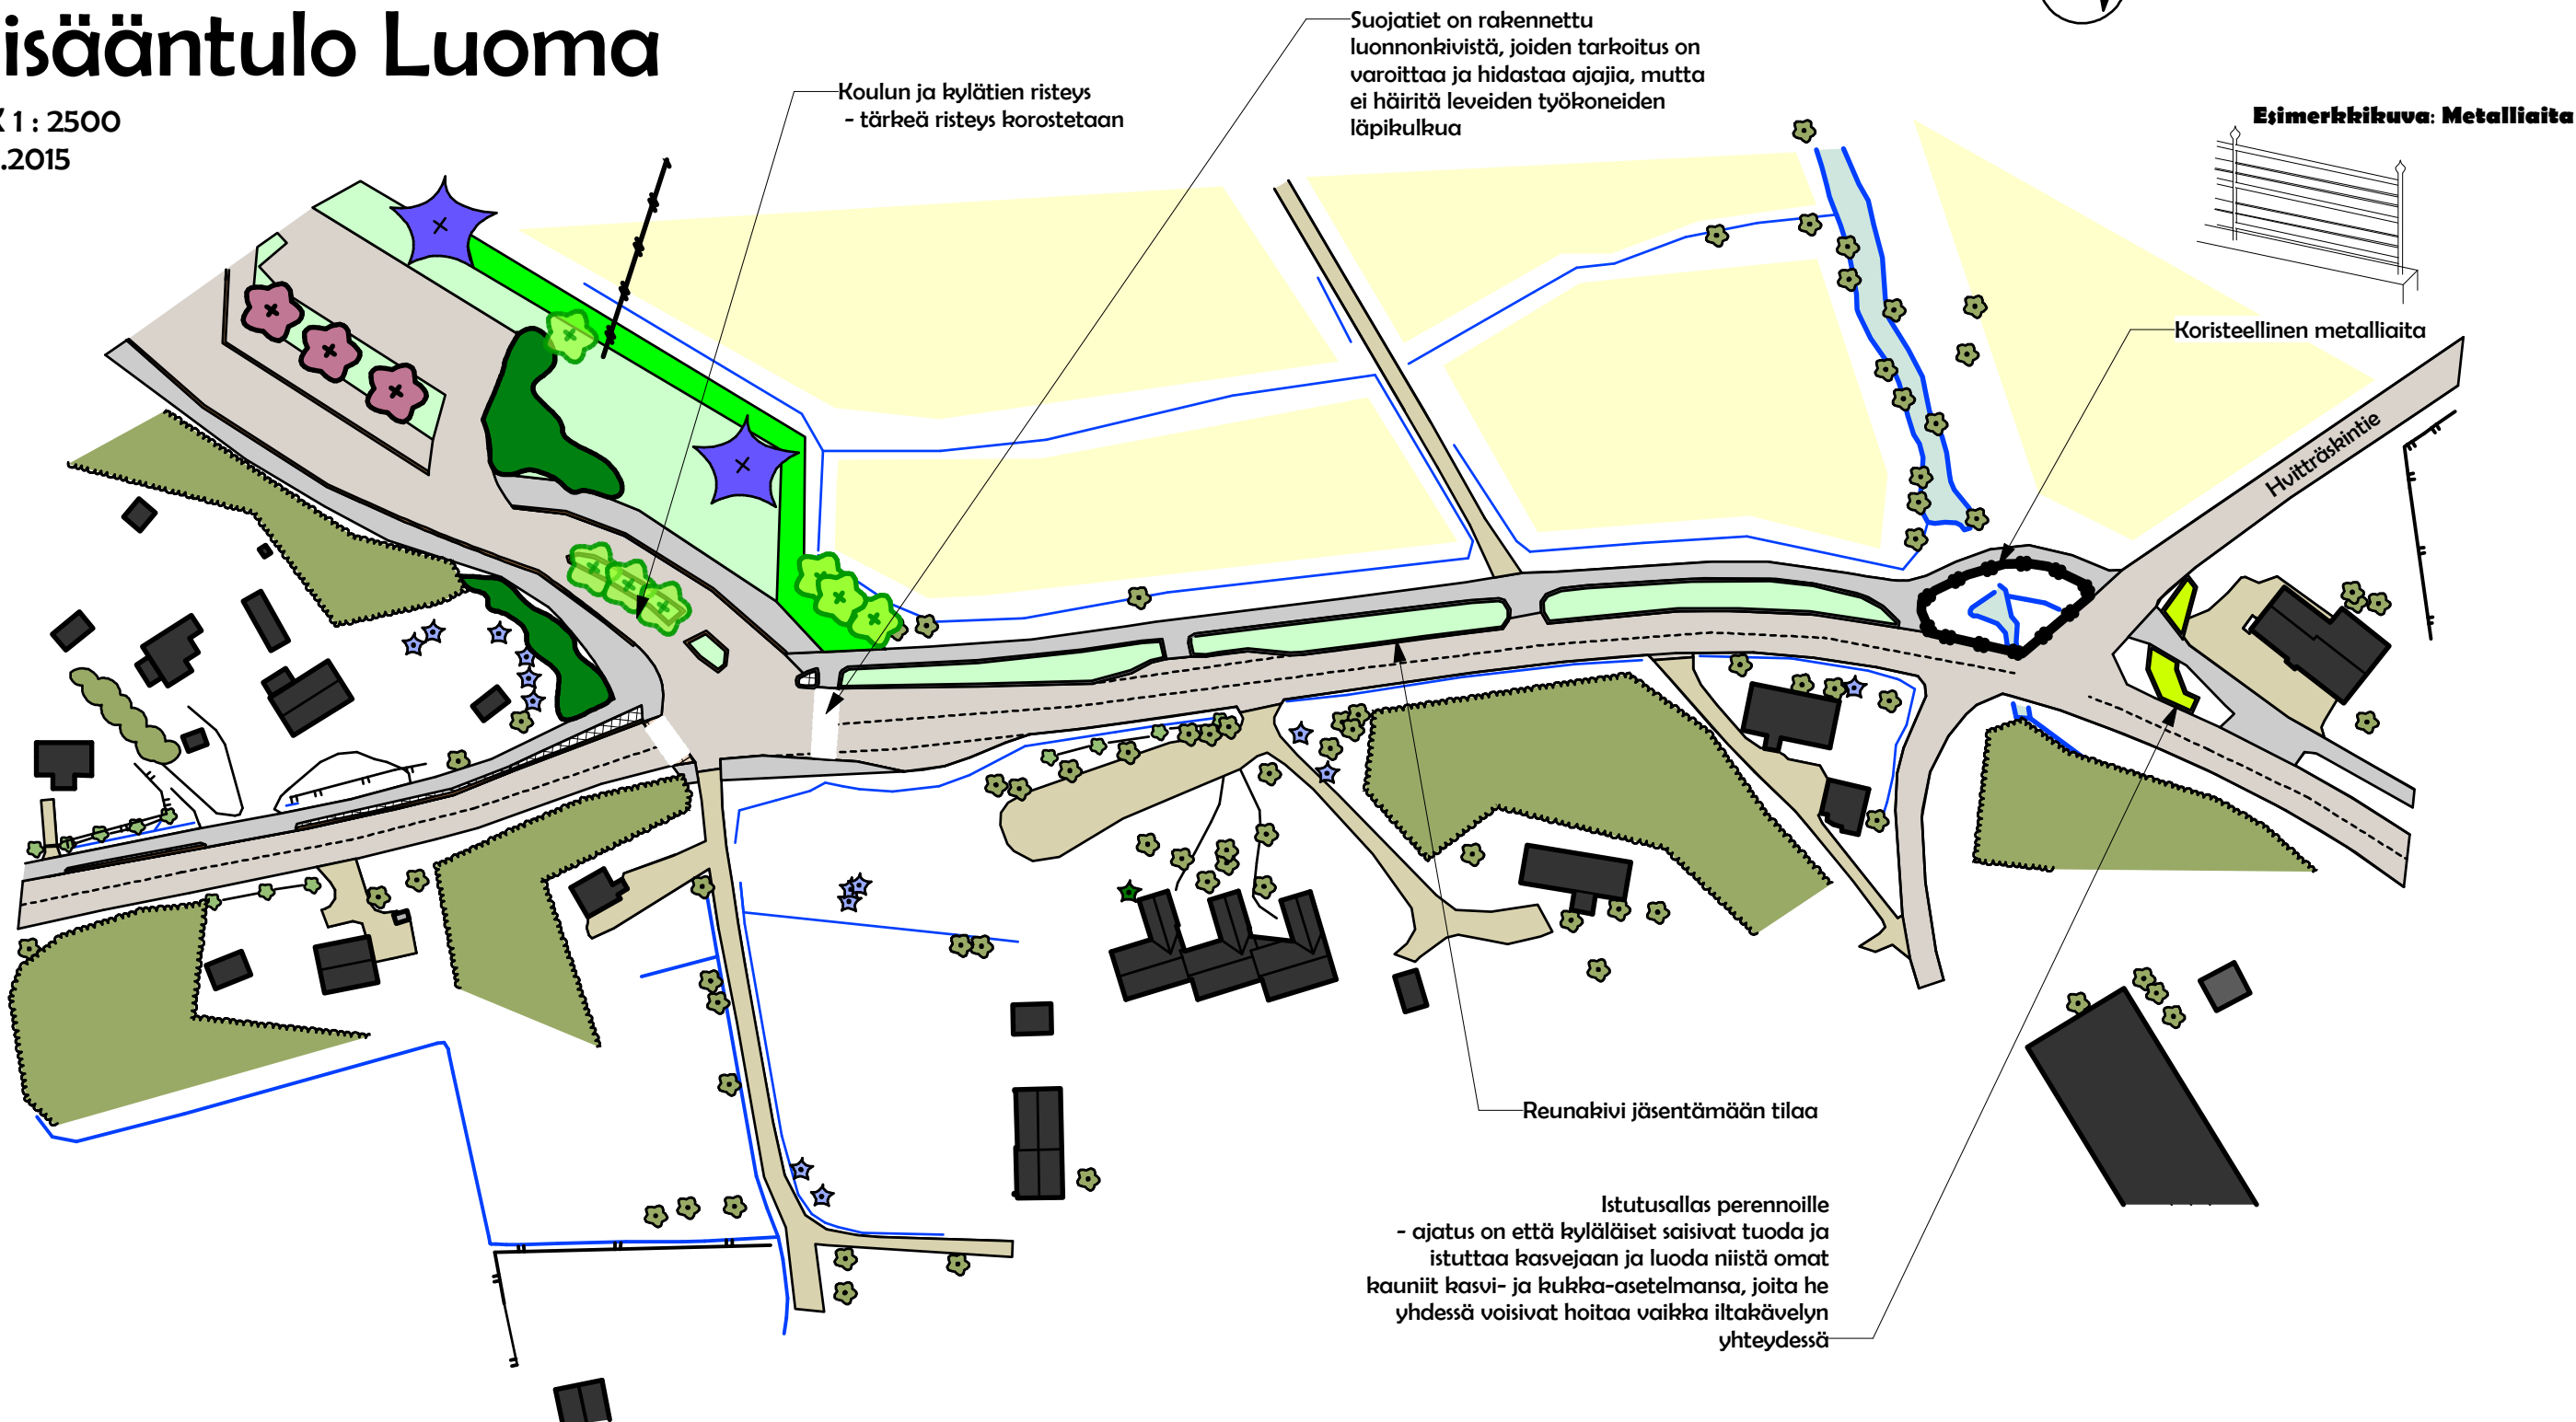 isääntulo Luoma
1 : 2500
.2015
Koulun ja kylätien risteys
- tärkeä risteys korostetaan
Suojatiet on rakennettu
luonnonkivistä, joiden tarkoitus on
varoittaa ja hidastaa ajajia, mutta
ei häiritä leveiden työkoneiden
läpikulkua
Esimerkkikuva: Metalliaita
Koristeellinen metalliaita
Hvitträskintie
Reunakivi jäsentämään tilaa
Istutusallas perennoille
- ajatus on että kyläläiset saisivat tuoda ja
istuttaa kasvejaan ja luoda niistä omat
kauniit kasvi- ja kukka-asetelmansa, joita he
yhdessä voisivat hoitaa vaikka iltakävelyn
yhteydessä